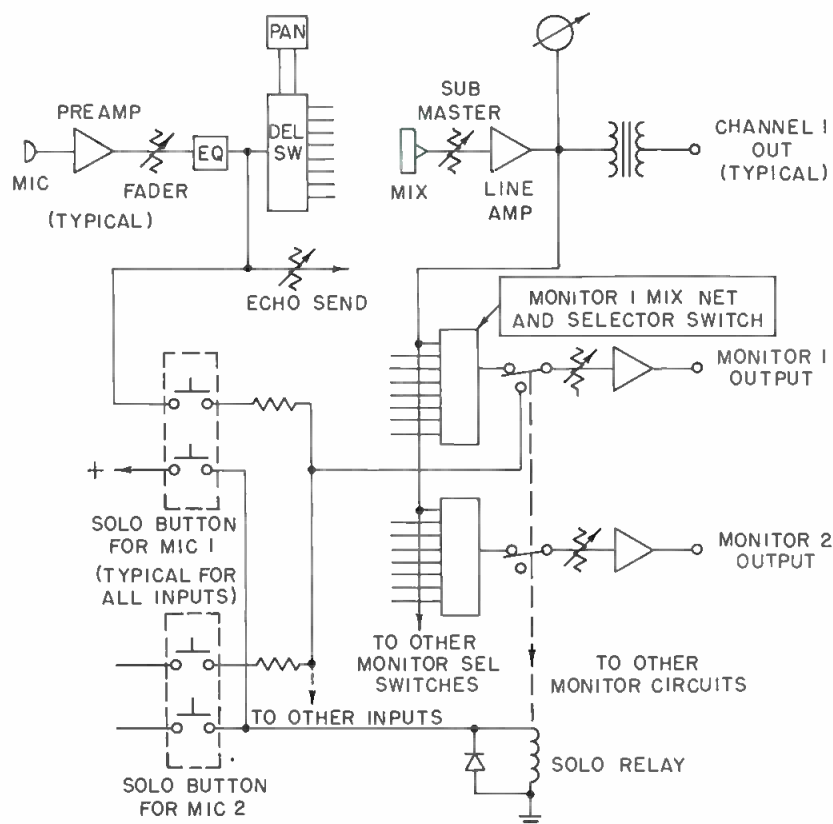 PAN
PREAMP
DEL
SW
EQ
MIC
FADER
(TYPICAL)
SUB
MASTER
MIX
LINE
AMP
CHANNEL 1
OUT
(TYPICAL)
ECHO SEND
MONITOR 1 MIX NET
AND SELECTOR SWITCH
MONITOR 1
OUTPUT
+
SOLO BUTTON
FOR MIC 1
(TYPICAL FOR
ALL INPUTS)
MONITOR 2
OUTPUT
TO OTHER
MONITOR SEL
SWITCHES
TO OTHER
MONITOR CIRCUITS
TO OTHER INPUTS
SOLO RELAY
SOLO BUTTON
FOR MIC 2